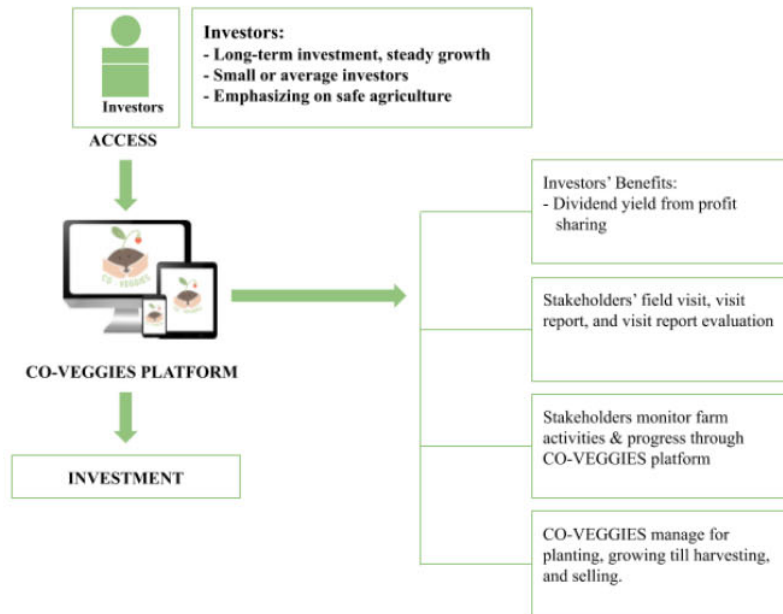 Investors:
- Long-term investment, steady growth
- Small or average investors
- Emphasizing on safe agriculture
Investors
ACCESS
CO - VEGGIES
CO-VEGGIES PLATFORM
INVESTMENT
Investors’ Benefits:
- Dividend yield from profit
sharing
Stakeholders’ field visit, visit
report, and visit report evaluation
Stakeholders monitor farm
activities & progress through
CO-VEGGIES platform
CO-VEGGIES manage for
planting, growing till harvesting,
and selling.